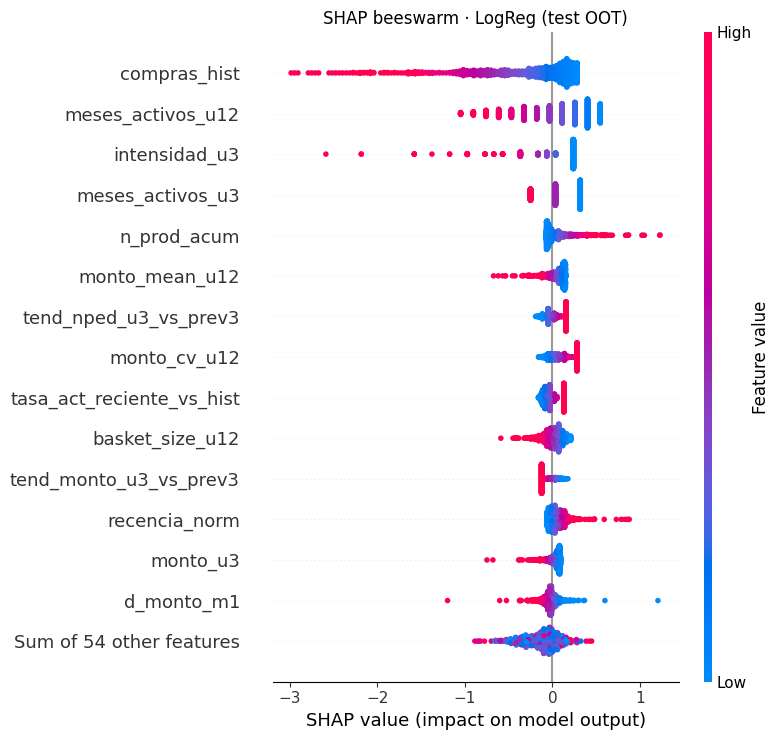 SHAP beeswarm · LogReg (test OOT)
High
compras_hist
meses_activos_u12
intensidad_u3
meses_activos_u3
n_prod_acum
monto_mean_u12
tend_nped_u3_vs_prev3
monto_cv_u12
tasa_act_reciente_vs_hist
basket_size_u12
tend_monto_u3_vs_prev3
recencia_norm
monto_u3
d_monto_m1
Sum of 54 other features
Feature value
Low
−3 −2 −1 0 1
SHAP value (impact on model output)